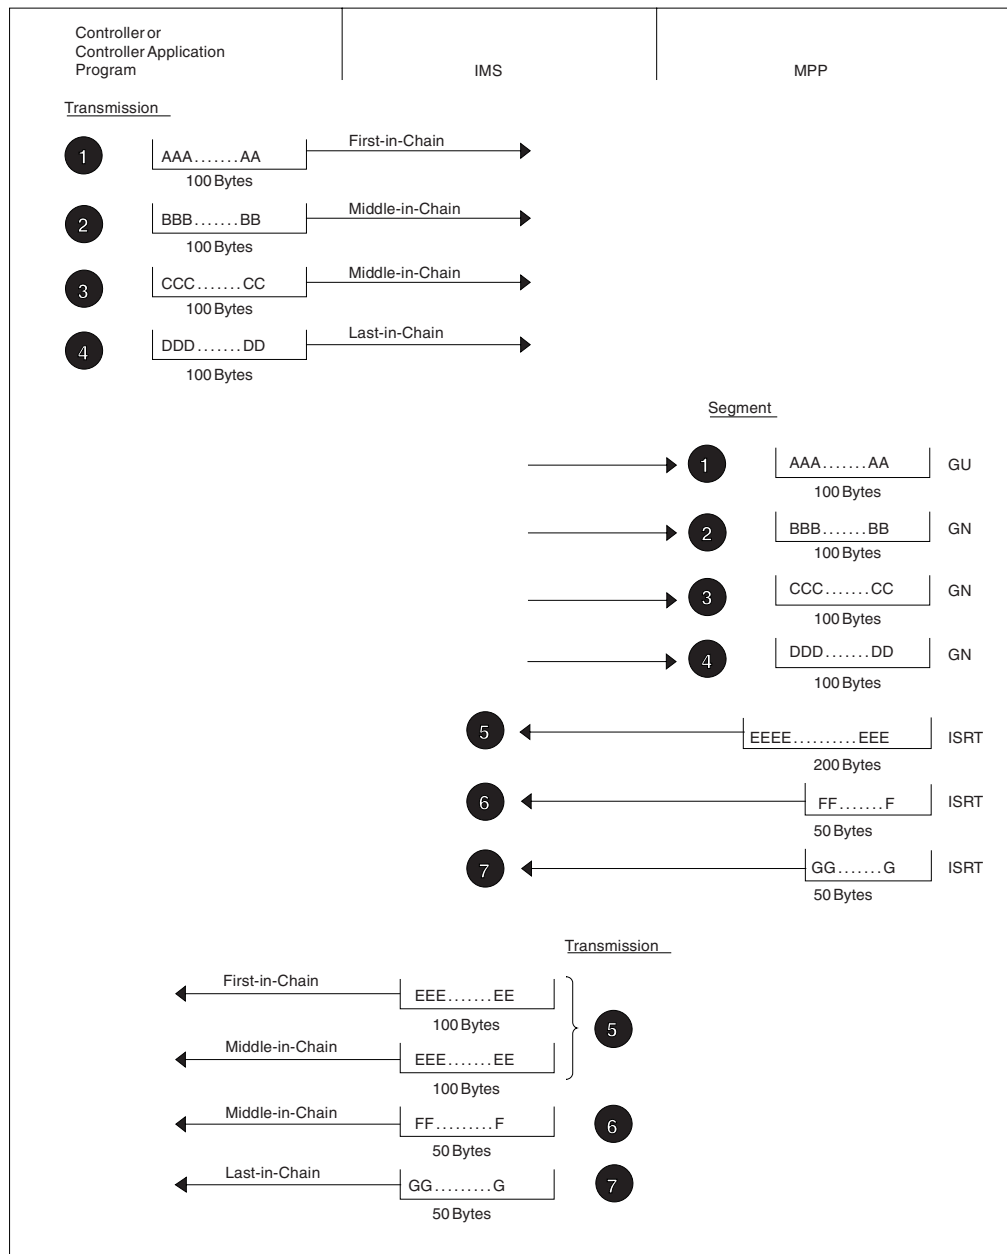 Controller or
Controller Application
Program
IMS
MPP
Transmission
1
AAA.......AA
First-in-Chain
100 Bytes
2
BBB.......BB
Middle-in-Chain
100 Bytes
3
CCC.......CC
Middle-in-Chain
100 Bytes
4
DDD.......DD
Last-in-Chain
100 Bytes
Segment
1
AAA.......AA
GU
100 Bytes
2
BBB.......BB
GN
100 Bytes
3
CCC.......CC
GN
100 Bytes
4
DDD.......DD
GN
100 Bytes
5
EEEE..........EEE
ISRT
200 Bytes
6
FF.......F
ISRT
50 Bytes
7
GG.......G
ISRT
50 Bytes
Transmission
First-in-Chain
EEE.......EE
100 Bytes
5
Middle-in-Chain
EEE.......EE
100 Bytes
Middle-in-Chain
FF.........F
6
50 Bytes
Last-in-Chain
GG.........G
7
50 Bytes